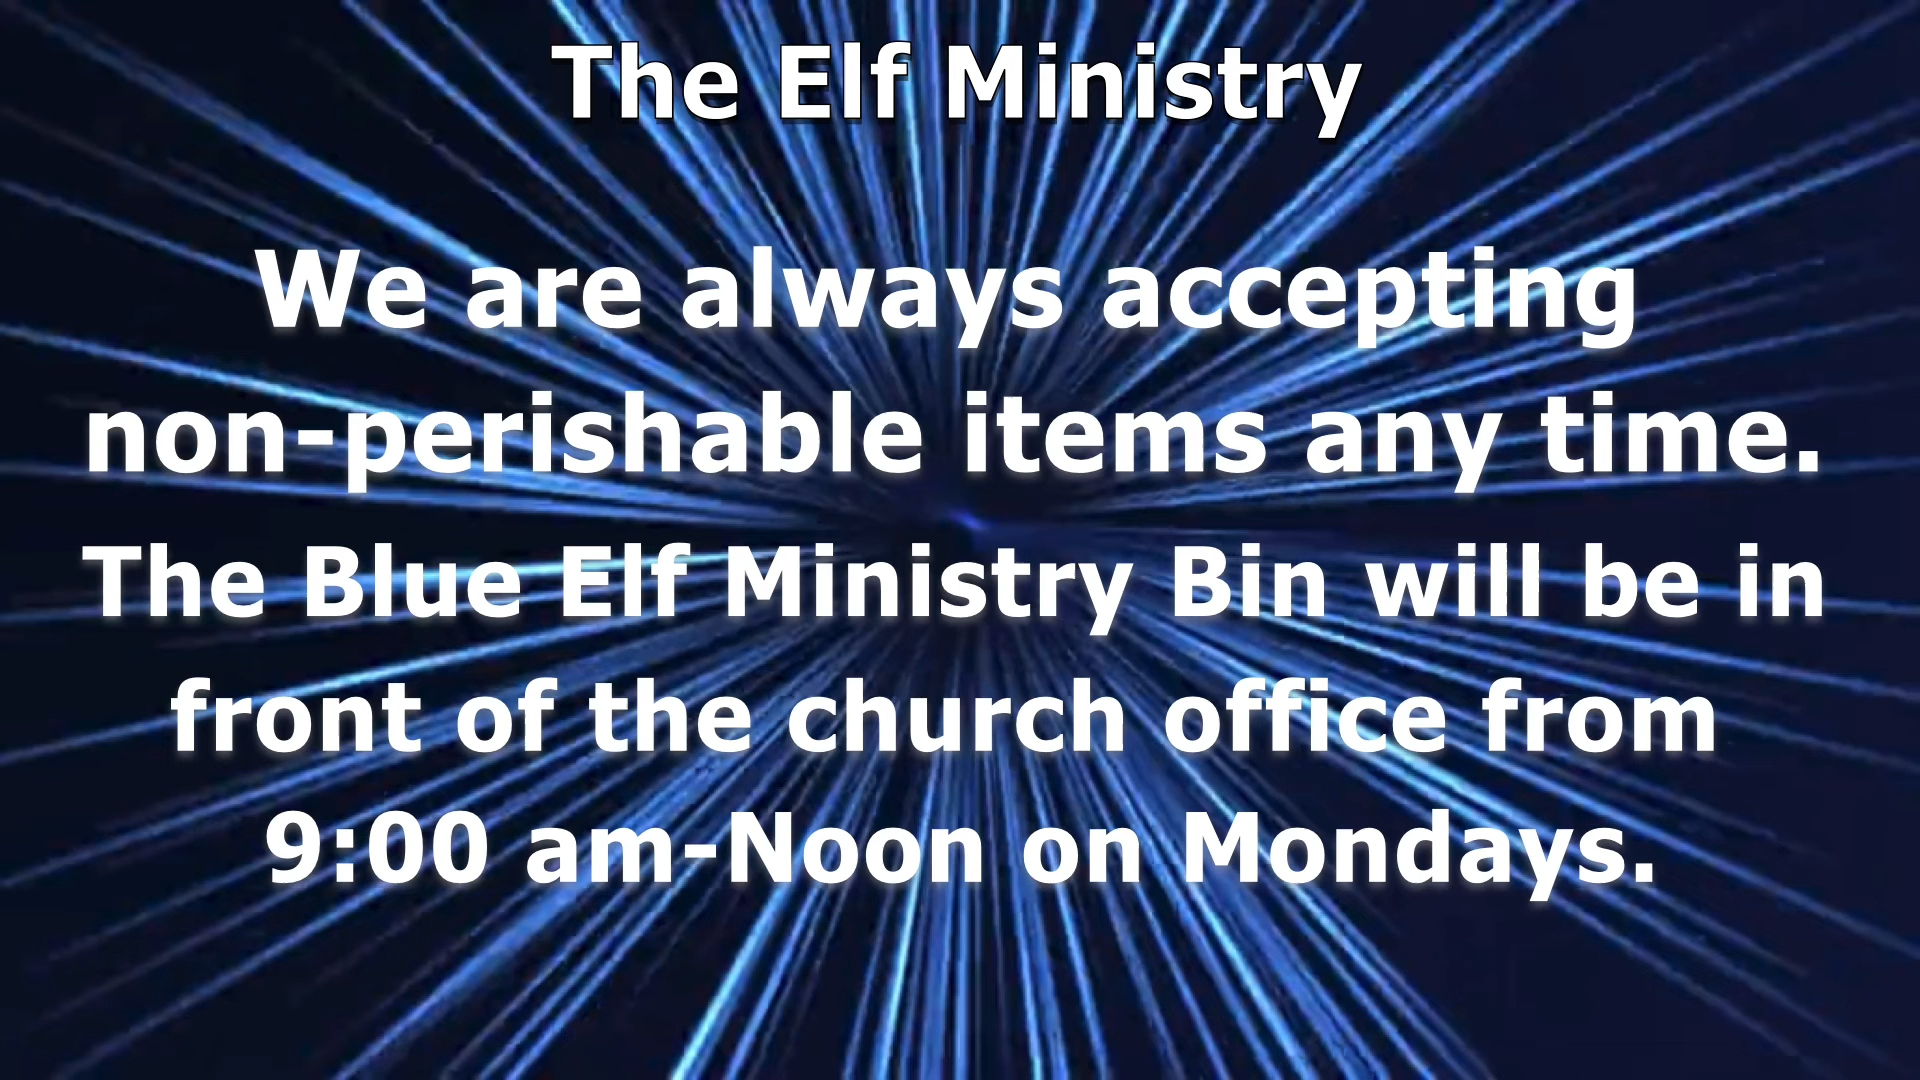 The Elf Ministry
We are always accepting
non-perishable items any time.
The Blue Elf Ministry Bin will be in
front of the church office from
9:00 am-Noon on Mondays.